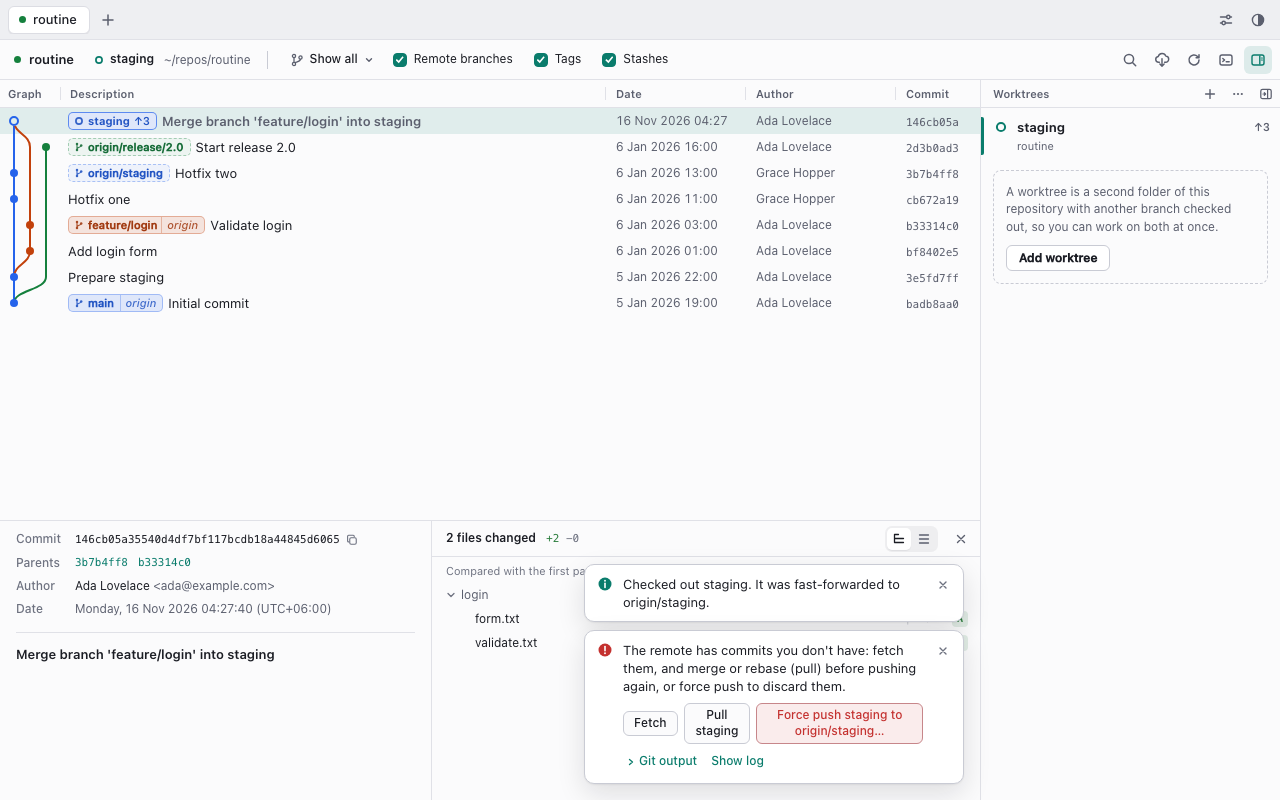 routine
routine staging ~/repos/routine Show all Remote branches Tags Stashes
Graph Description Date Author Commit Worktrees
staging ↑3 Merge branch 'feature/login' into staging 16 Nov 2026 04:27 Ada Lovelace 146cb05a
origin/release/2.0 Start release 2.0 6 Jan 2026 16:00 Ada Lovelace 2d3b0ad3
origin/staging Hotfix two 6 Jan 2026 13:00 Grace Hopper 3b7b4ff8
Hotfix one 6 Jan 2026 11:00 Grace Hopper cb672a19
feature/login origin Validate login 6 Jan 2026 03:00 Ada Lovelace b33314c0
Add login form 6 Jan 2026 01:00 Ada Lovelace bf8402e5
Prepare staging 5 Jan 2026 22:00 Ada Lovelace 3e5fd7ff
main origin Initial commit 5 Jan 2026 19:00 Ada Lovelace badb8aa0
staging ↑3
routine
A worktree is a second folder of this
repository with another branch checked
out, so you can work on both at once.
Add worktree
Commit 146cb05a35540d4df7bf117bcdb18a44845d6065
Parents 3b7b4ff8 b33314c0
Author Ada Lovelace <ada@example.com>
Date Monday, 16 Nov 2026 04:27:40 (UTC+06:00)
Merge branch 'feature/login' into staging
2 files changed +2 −0
Compared with the first pa
login
form.txt
validate.txt
Checked out staging. It was fast-forwarded to
origin/staging.
The remote has commits you don't have: fetch
them, and merge or rebase (pull) before pushing
again, or force push to discard them.
Fetch
Pull
staging
Force push staging to
origin/staging...
Git output Show log